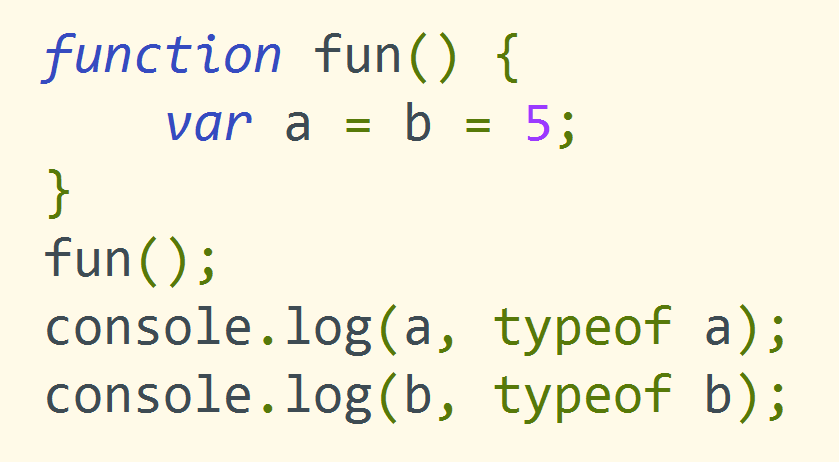 function fun() {
    var a = b = 5;
}
fun();
console.log(a, typeof a);
console.log(b, typeof b);